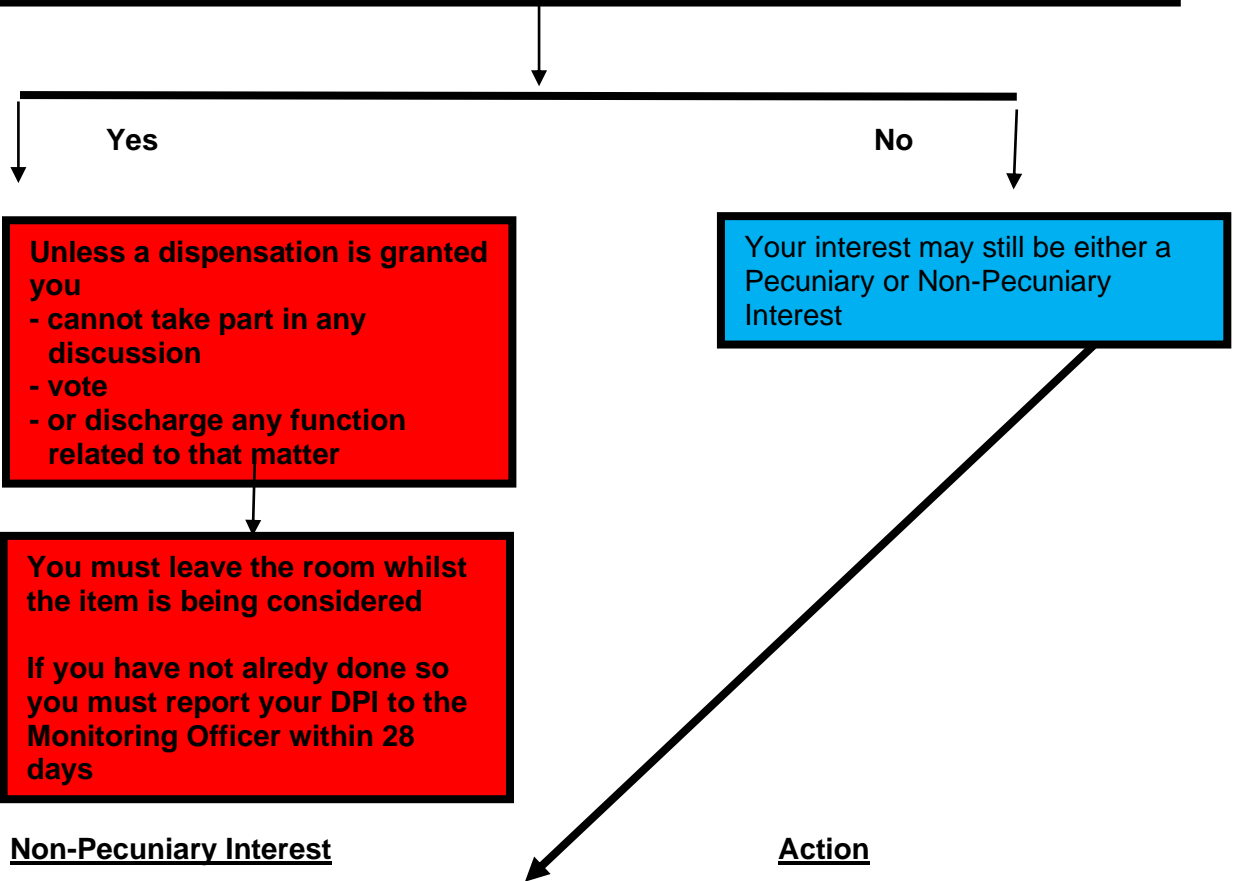 Yes
No
Unless a dispensation is granted
you
- cannot take part in any
discussion
- vote
- or discharge any function
related to that matter
Your interest may still be either a
Pecuniary or Non-Pecuniary
Interest
You must leave the room whilst
the item is being considered
If you have not alredy done so
you must report your DPI to the
Monitoring Officer within 28
days
Non-Pecuniary Interest
Action